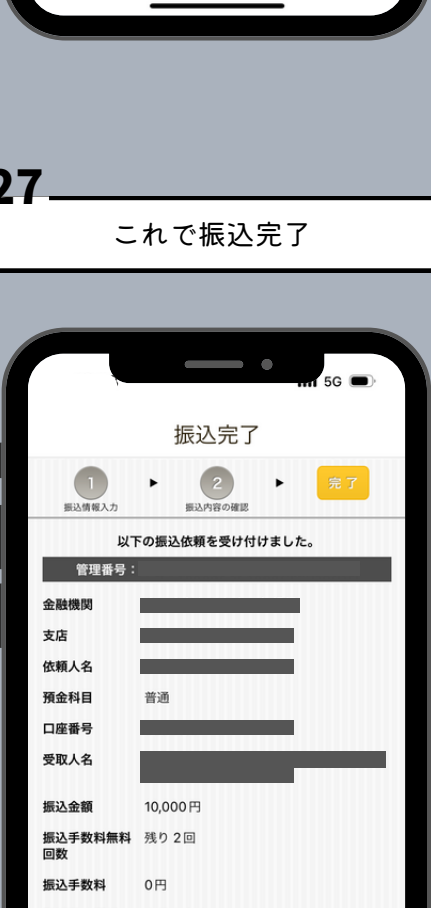 27
これで振込完了
5G
振込完了
1
2
完了
振込情報入力
振込内容の確認
以下の振込依頼を受け付けました。
管理番号：
金融機関
支店
依頼人名
預金科目 普通
口座番号
受取人名
振込金額 10,000円
振込手数料無料 残り 2回
回数
振込手数料 0円